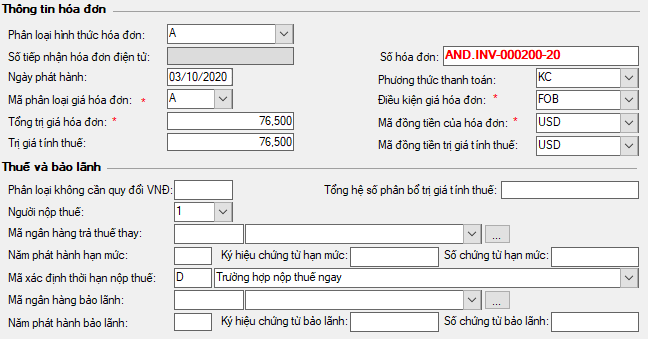 Thông tin hóa đơn
Phân loại hình thức hóa đơn: A
Số tiếp nhận hóa đơn điện tử: Số hóa đơn: AND.INV-000200-20
Ngày phát hành: 03/10/2020 Phương thức thanh toán: KC
Mã phân loại giá hóa đơn: * A Điều kiện giá hóa đơn: * FOB
Tổng trị giá hóa đơn: * 76,500 Mã đồng tiền của hóa đơn: * USD
Trị giá tính thuế: 76,500 Mã đồng tiền trị giá tính thuế: USD
Thuế và bảo lãnh
Phân loại không cần quy đổi VNĐ: Tổng hệ số phân bổ trị giá tính thuế:
Người nộp thuế: 1
Mã ngân hàng trả thuế thay: ...
Năm phát hành hạn mức: Ký hiệu chứng từ hạn mức: Số chứng từ hạn mức:
Mã xác định thời hạn nộp thuế: D Trường hợp nộp thuế ngay
Mã ngân hàng bảo lãnh: ...
Năm phát hành bảo lãnh: Ký hiệu chứng từ bảo lãnh: Số chứng từ bảo lãnh: